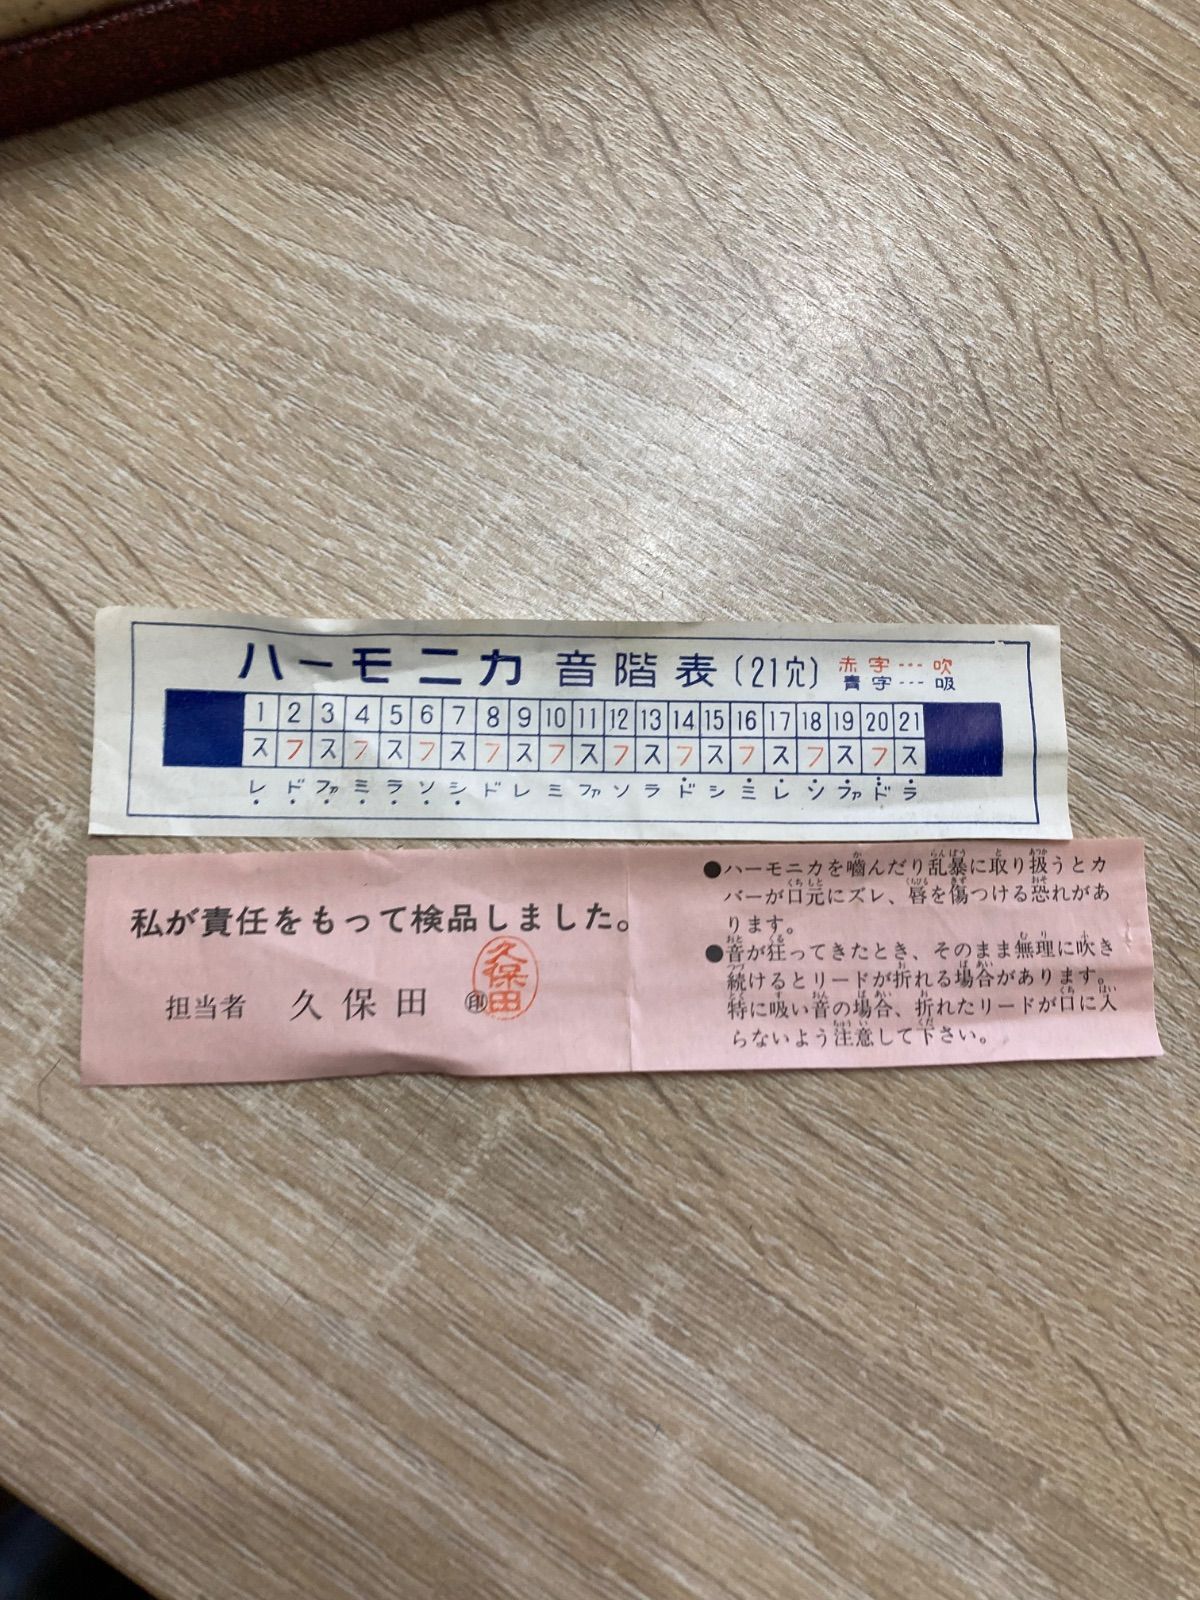 ハーモニカ 音階表(21穴) 赤字…吹
青字…吸
1 2 3 4 5 6 7 8 9 10 11 12 13 14 15 16 17 18 19 20 21
ス フ ス フ ス フ ス フ ス フ ス フ ス フ ス フ ス フ ス フ ス
レ ド ファ ミ ラ ソ シ ド レ ミ ファ ソ ラ ド シ ミ レ ソ ファ ド ラ
私が責任をもって検品しました。
担当者 久保田 ㊞
久保田
●ハーモニカを嚙んだり乱暴に取り扱うとカ
バーが口元にズレ、唇を傷つける恐れがあ
ります。
●音が狂ってきたとき、そのまま無理に吹き
続けるとリードが折れる場合があります。
特に吸い音の場合、折れたリードが口に入
らないよう注意して下さい。